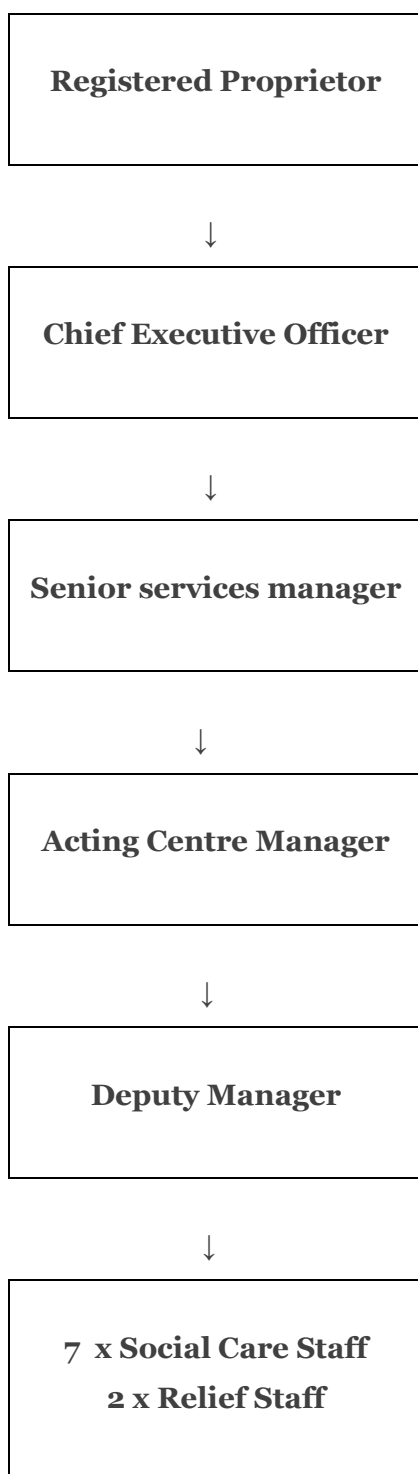 Registered Proprietor
↓
Chief Executive Officer
↓
Senior services manager
↓
Acting Centre Manager
↓
Deputy Manager
↓
7 x Social Care Staff
2 x Relief Staff